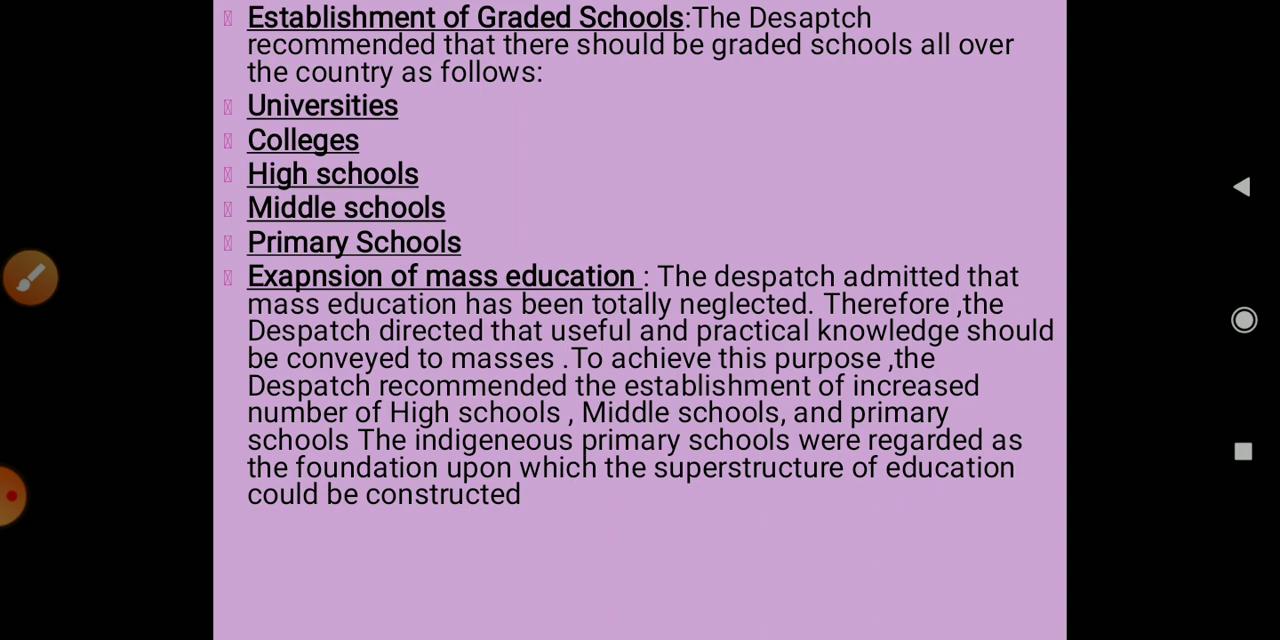 Establishment of Graded Schools:The Desaptch
recommended that there should be graded schools all over
the country as follows:
Universities
Colleges
High schools
Middle schools
Primary Schools
Exapnsion of mass education : The despatch admitted that
mass education has been totally neglected. Therefore ,the
Despatch directed that useful and practical knowledge should
be conveyed to masses .To achieve this purpose ,the
Despatch recommended the establishment of increased
number of High schools , Middle schools, and primary
schools The indigeneous primary schools were regarded as
the foundation upon which the superstructure of education
could be constructed